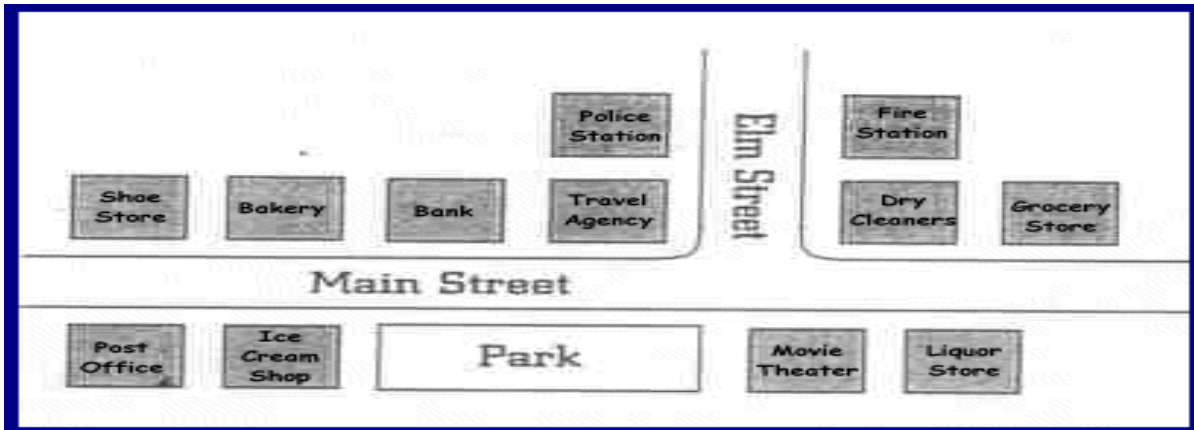 Police
Station
Fire
Station
Elm Street
Shoe
Store
Bakery
Bank
Travel
Agency
Dry
Cleaners
Grocery
Store
Main Street
Post
Office
Ice
Cream
Shop
Park
Movie
Theater
Liquor
Store